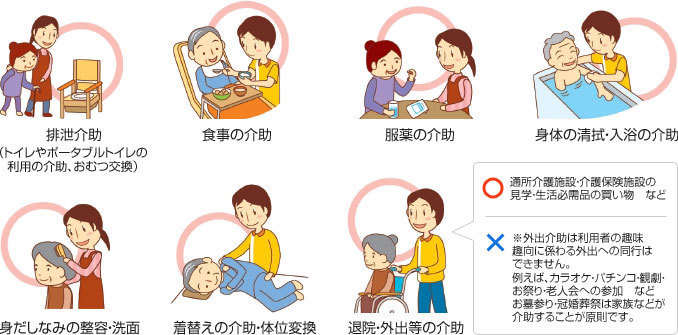 排泄介助
(トイレやポータブルトイレの
利用の介助、おむつ交換)
食事の介助
服薬の介助
身体の清拭・入浴の介助
身だしなみの整容・洗面
着替えの介助・体位変換
退院・外出等の介助
通所介護施設・介護保険施設の
見学・生活必需品の買い物 など
※外出介助は利用者の趣味
趣向に係わる外出への同行は
できません。
例えば、カラオケ・パチンコ・観劇・
お祭り・老人会への参加 など
お墓参り・冠婚葬祭は家族などが
介助することが原則です。